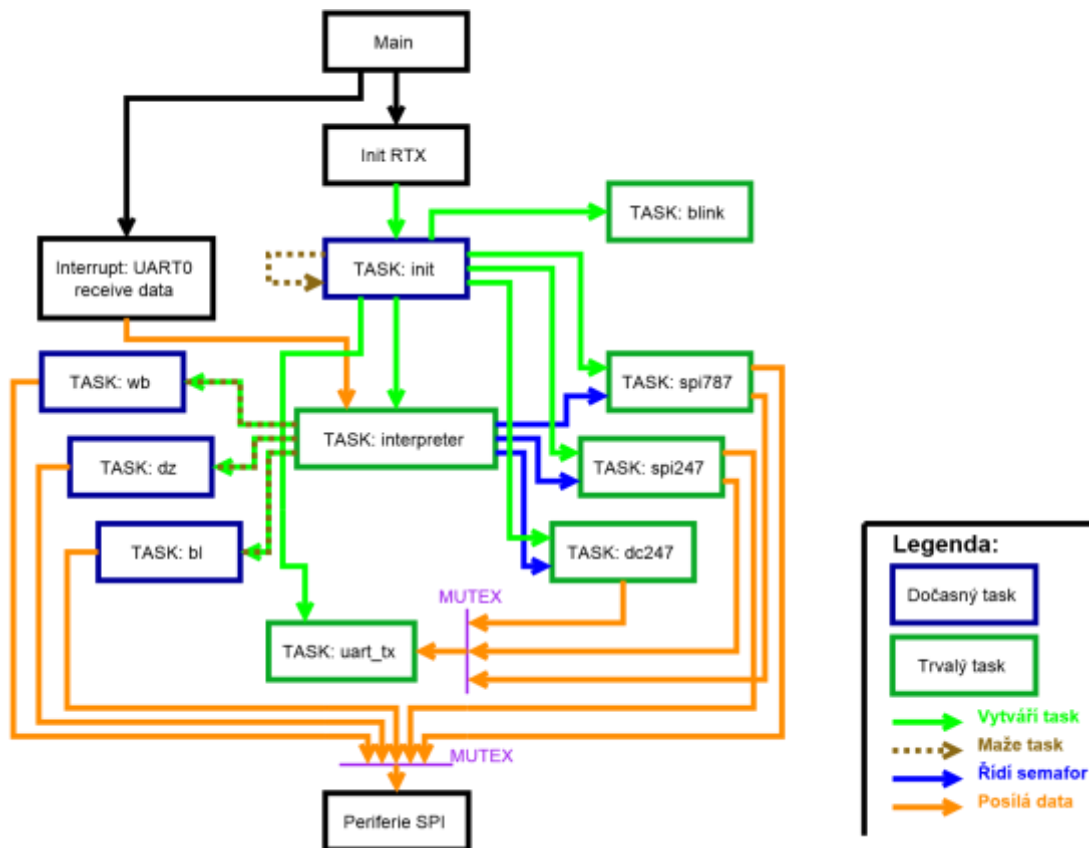 Main
Init RTX
TASK: blink
Interrupt: UART0
receive data
TASK: init
TASK: wb
TASK: spi787
TASK: interpreter
TASK: dz
TASK: spi247
TASK: bl
TASK: dc247
MUTEX
TASK: uart_tx
MUTEX
Periferie SPI
Legenda:
Dočasný task
Trvalý task
Vytváří task
Maže task
Řídí semafor
Posílá data